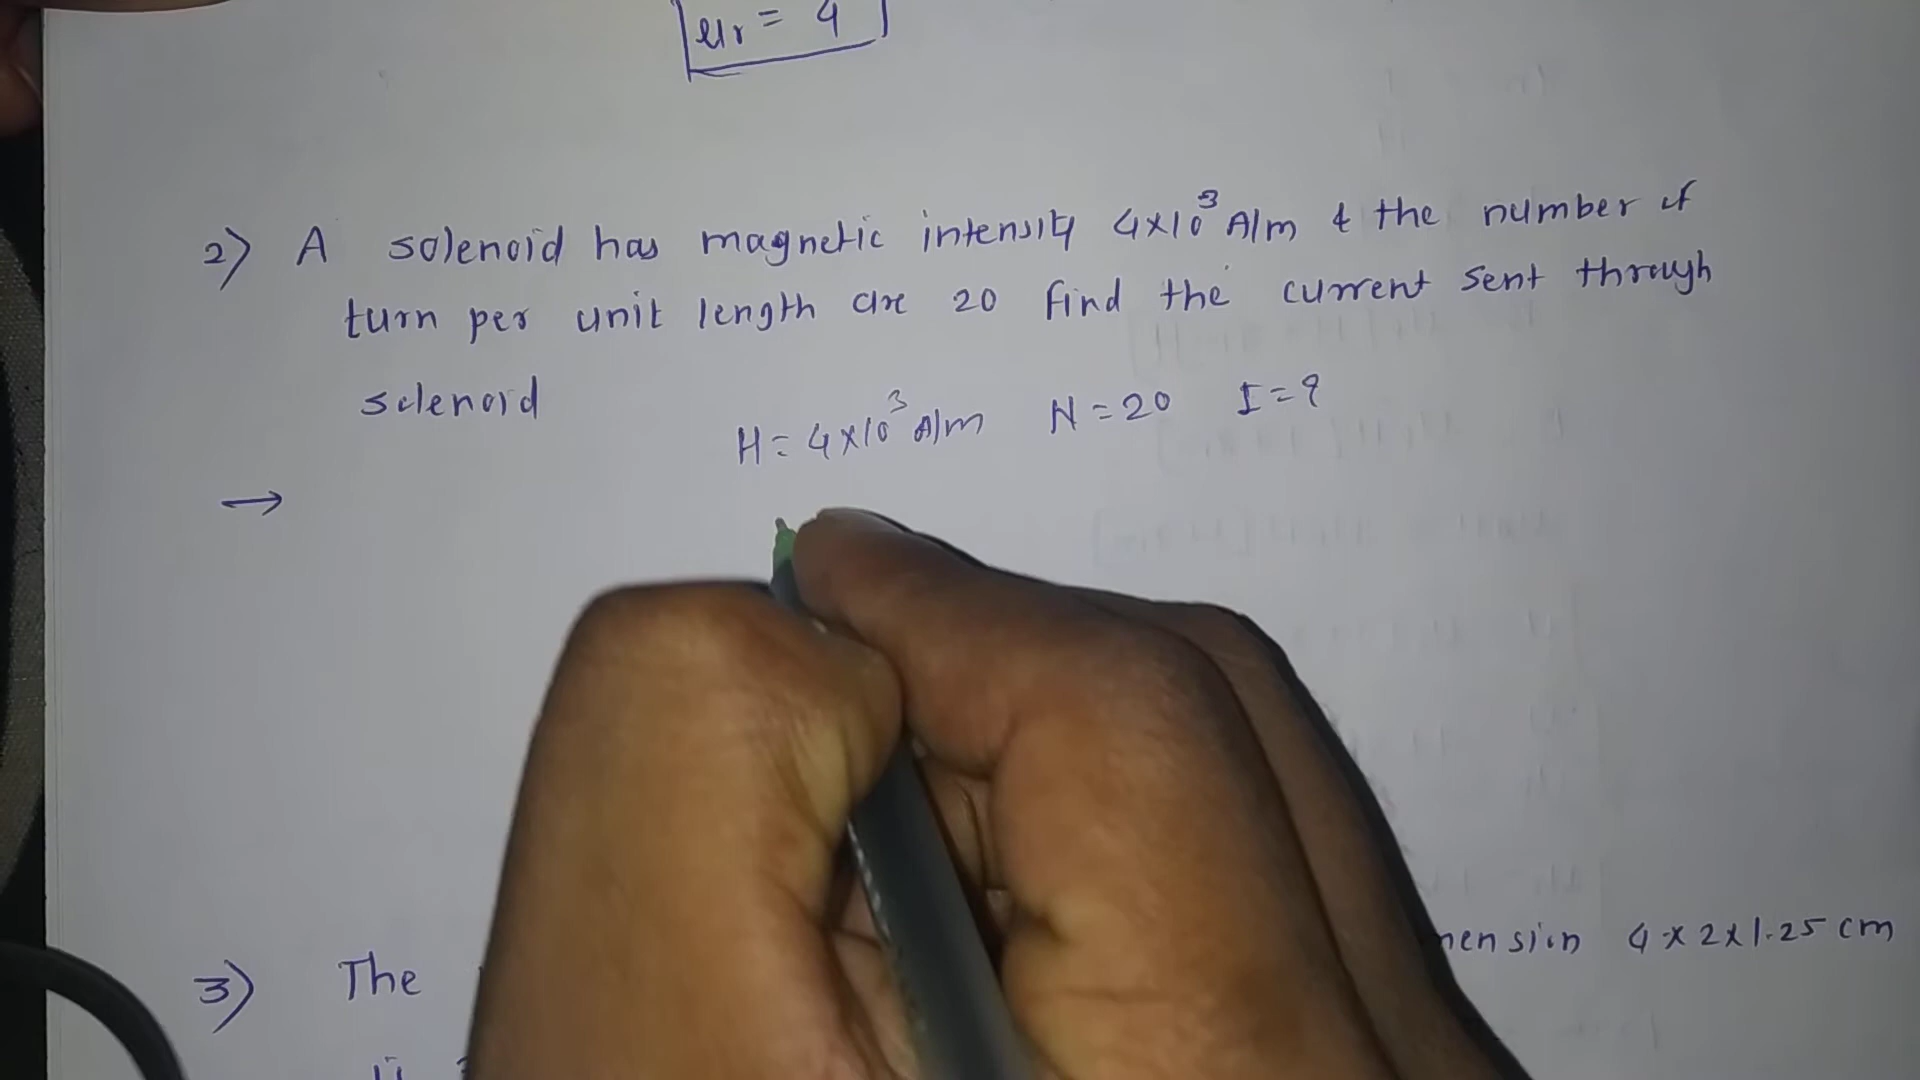 μr = 4
2) A solenoid has magnetic intensity 4×10³ A/m & the number of
turn per unit length are 20 find the current sent through
solenoid
H = 4×10³ A/m N = 20 I = ?
→
3) The mension 4×2×1.25 cm